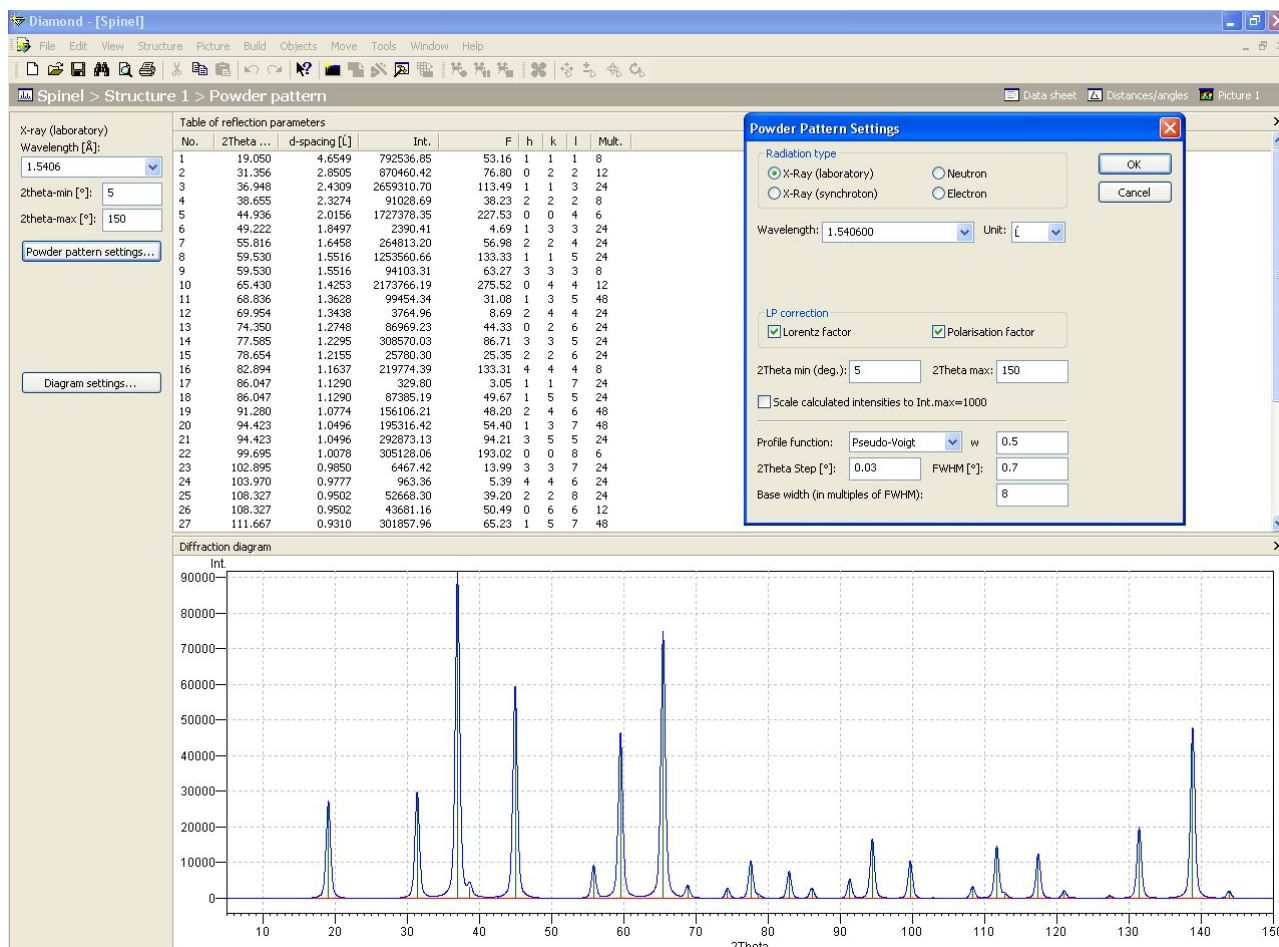 Diamond - [Spinel]
File Edit View Structure Picture Build Objects Move Tools Window Help
Spinel > Structure 1 > Powder pattern
Data sheet Distances/angles Picture 1
X-ray (laboratory)
Wavelength [Å]:
1.5406
2theta-min [°]: 5
2theta-max [°]: 150
Powder pattern settings...
Diagram settings...
Table of reflection parameters
No. 2Theta ... d-spacing [Ĺ] Int. F h k l Mult.
1 19.050 4.6549 792536.85 53.16 1 1 1 8
2 31.356 2.8505 870460.42 76.80 0 2 2 12
3 36.948 2.4309 2659310.70 113.49 1 1 3 24
4 38.655 2.3274 91028.69 38.23 2 2 2 8
5 44.936 2.0156 1727378.35 227.53 0 0 4 6
6 49.222 1.8497 2390.41 4.69 1 3 3 24
7 55.816 1.6458 264813.20 56.98 2 2 4 24
8 59.530 1.5516 1253560.66 133.33 1 1 5 24
9 59.530 1.5516 94103.31 63.27 3 3 3 8
10 65.430 1.4253 2173766.19 275.52 0 4 4 12
11 68.836 1.3628 99454.34 31.08 1 3 5 48
12 69.954 1.3438 3764.96 8.69 2 4 4 24
13 74.350 1.2748 86969.23 44.33 0 2 6 24
14 77.585 1.2295 308570.03 86.71 3 3 5 24
15 78.654 1.2155 25780.30 25.35 2 2 6 24
16 82.894 1.1637 219774.39 133.31 4 4 4 8
17 86.047 1.1290 329.80 3.05 1 1 7 24
18 86.047 1.1290 87385.19 49.67 1 5 5 24
19 91.280 1.0774 156106.21 48.20 2 4 6 48
20 94.423 1.0496 195316.42 54.40 1 3 7 48
21 94.423 1.0496 292873.13 94.21 3 5 5 24
22 99.695 1.0078 305128.06 193.02 0 0 8 6
23 102.895 0.9850 6467.42 13.99 3 3 7 24
24 103.970 0.9777 963.36 5.39 4 4 6 24
25 108.327 0.9502 52668.30 39.20 2 2 8 24
26 108.327 0.9502 43681.16 50.49 0 6 6 12
27 111.667 0.9310 301857.96 65.23 1 5 7 48
Powder Pattern Settings
Radiation type
X-Ray (laboratory) Neutron
X-Ray (synchroton) Electron
Wavelength: 1.540600 Unit: Ĺ
LP correction
Lorentz factor Polarisation factor
2Theta min (deg.): 5 2Theta max: 150
Scale calculated intensities to Int.max=1000
Profile function: Pseudo-Voigt w 0.5
2Theta Step [°]: 0.03 FWHM [°]: 0.7
Base width (in multiples of FWHM): 8
OK
Cancel
Diffraction diagram
Int.
90000
80000
70000
60000
50000
40000
30000
20000
10000
0
10 20 30 40 50 60 70 80 90 100 110 120 130 140 150
2Theta